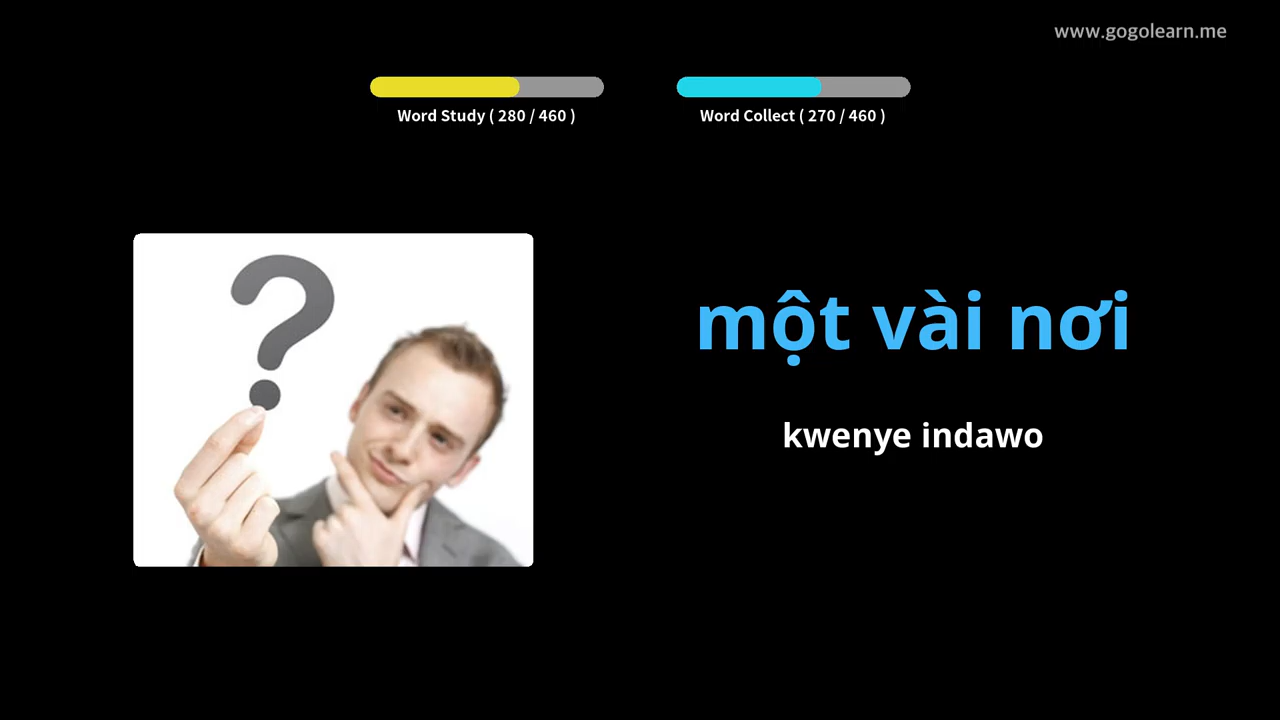 www.gogolearn.me
Word Study ( 280 / 460 )
Word Collect ( 270 / 460 )
một vài nơi
kwenye indawo